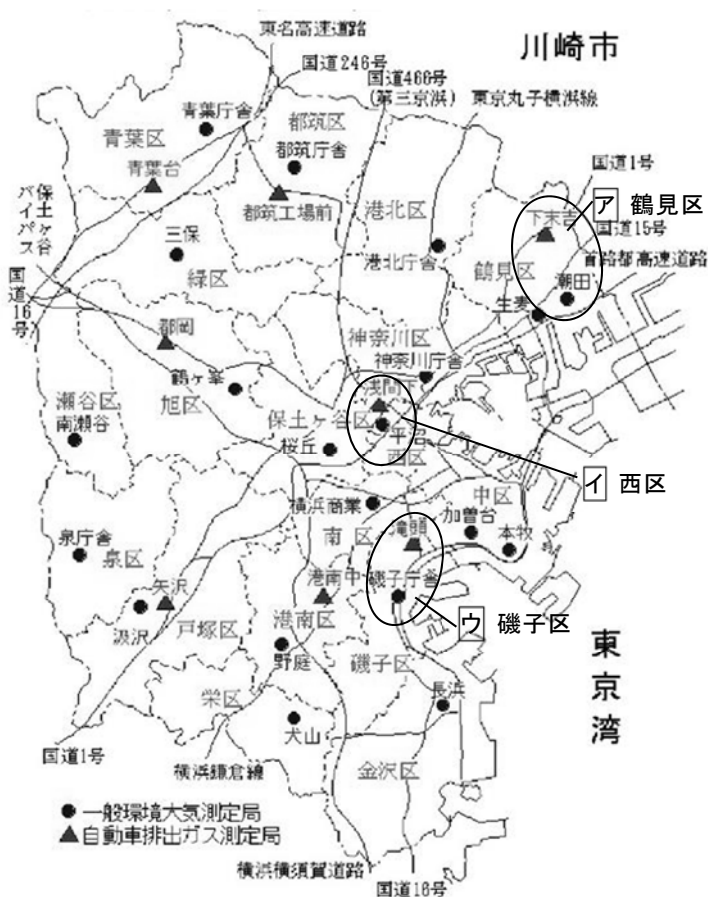 東名高速道路
川崎市
国道246号
国道466号
(第三京浜)
東京丸子横浜線
青葉庁舎
都筑区
青葉区
都筑庁舎
国道1号
青葉台
保土ヶ谷
バイパス
都筑工場前
港北区
下末吉
ア 鶴見区
国道15号
三保
港北庁舎
鶴見区
首路都高速道路
緑区
潮田
国道
16号
生麦
都岡
神奈川区
神奈川庁舎
鶴ヶ峯
浅間下
瀬谷区
旭区
保土ヶ谷区
南瀬谷
平沼
桜丘
西区
イ 西区
中区
横浜商業
加曽台
泉庁舎
南区
滝頭
本牧
泉区
矢沢
港南中
磯子庁舎
汲沢
戸塚区
港南区
ウ 磯子区
野庭
磯子区
東京湾
栄区
長浜
犬山
国道1号
横浜鎌倉線
金沢区
●一般環境大気測定局
▲自動車排出ガス測定局
横浜横須賀道路
国道16号